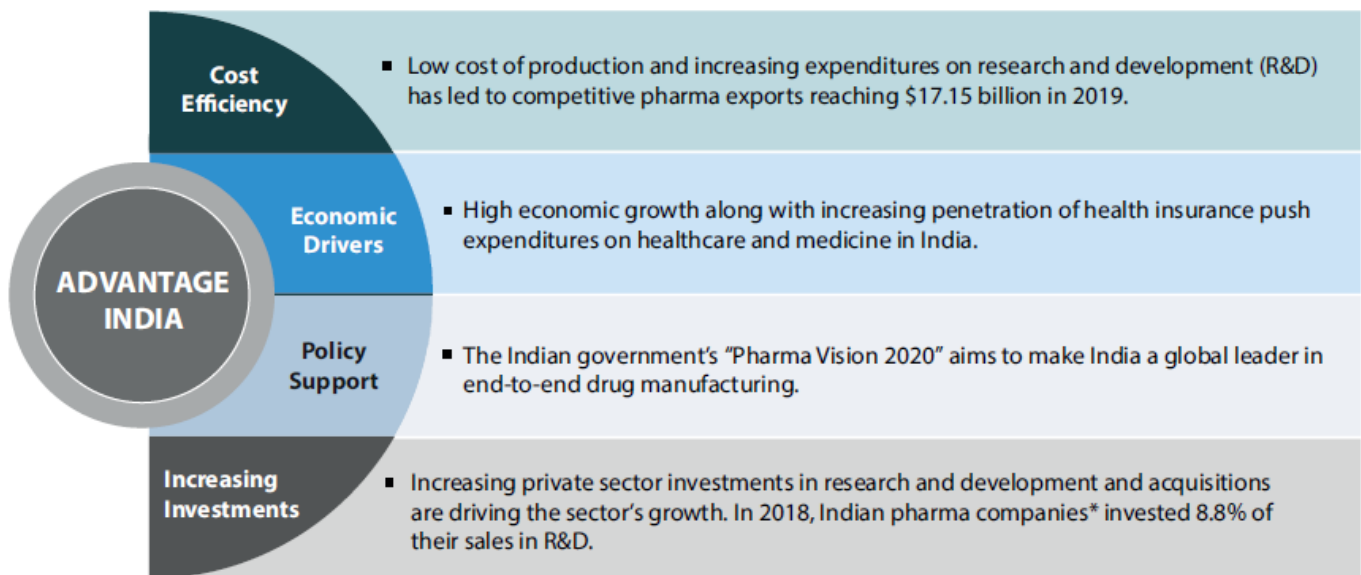 ADVANTAGE
INDIA
Cost
Efficiency
▪ Low cost of production and increasing expenditures on research and development (R&D)
has led to competitive pharma exports reaching $17.15 billion in 2019.
Economic
Drivers
▪ High economic growth along with increasing penetration of health insurance push
expenditures on healthcare and medicine in India.
Policy
Support
▪ The Indian government's “Pharma Vision 2020” aims to make India a global leader in
end-to-end drug manufacturing.
Increasing
Investments
▪ Increasing private sector investments in research and development and acquisitions
are driving the sector's growth. In 2018, Indian pharma companies* invested 8.8% of
their sales in R&D.